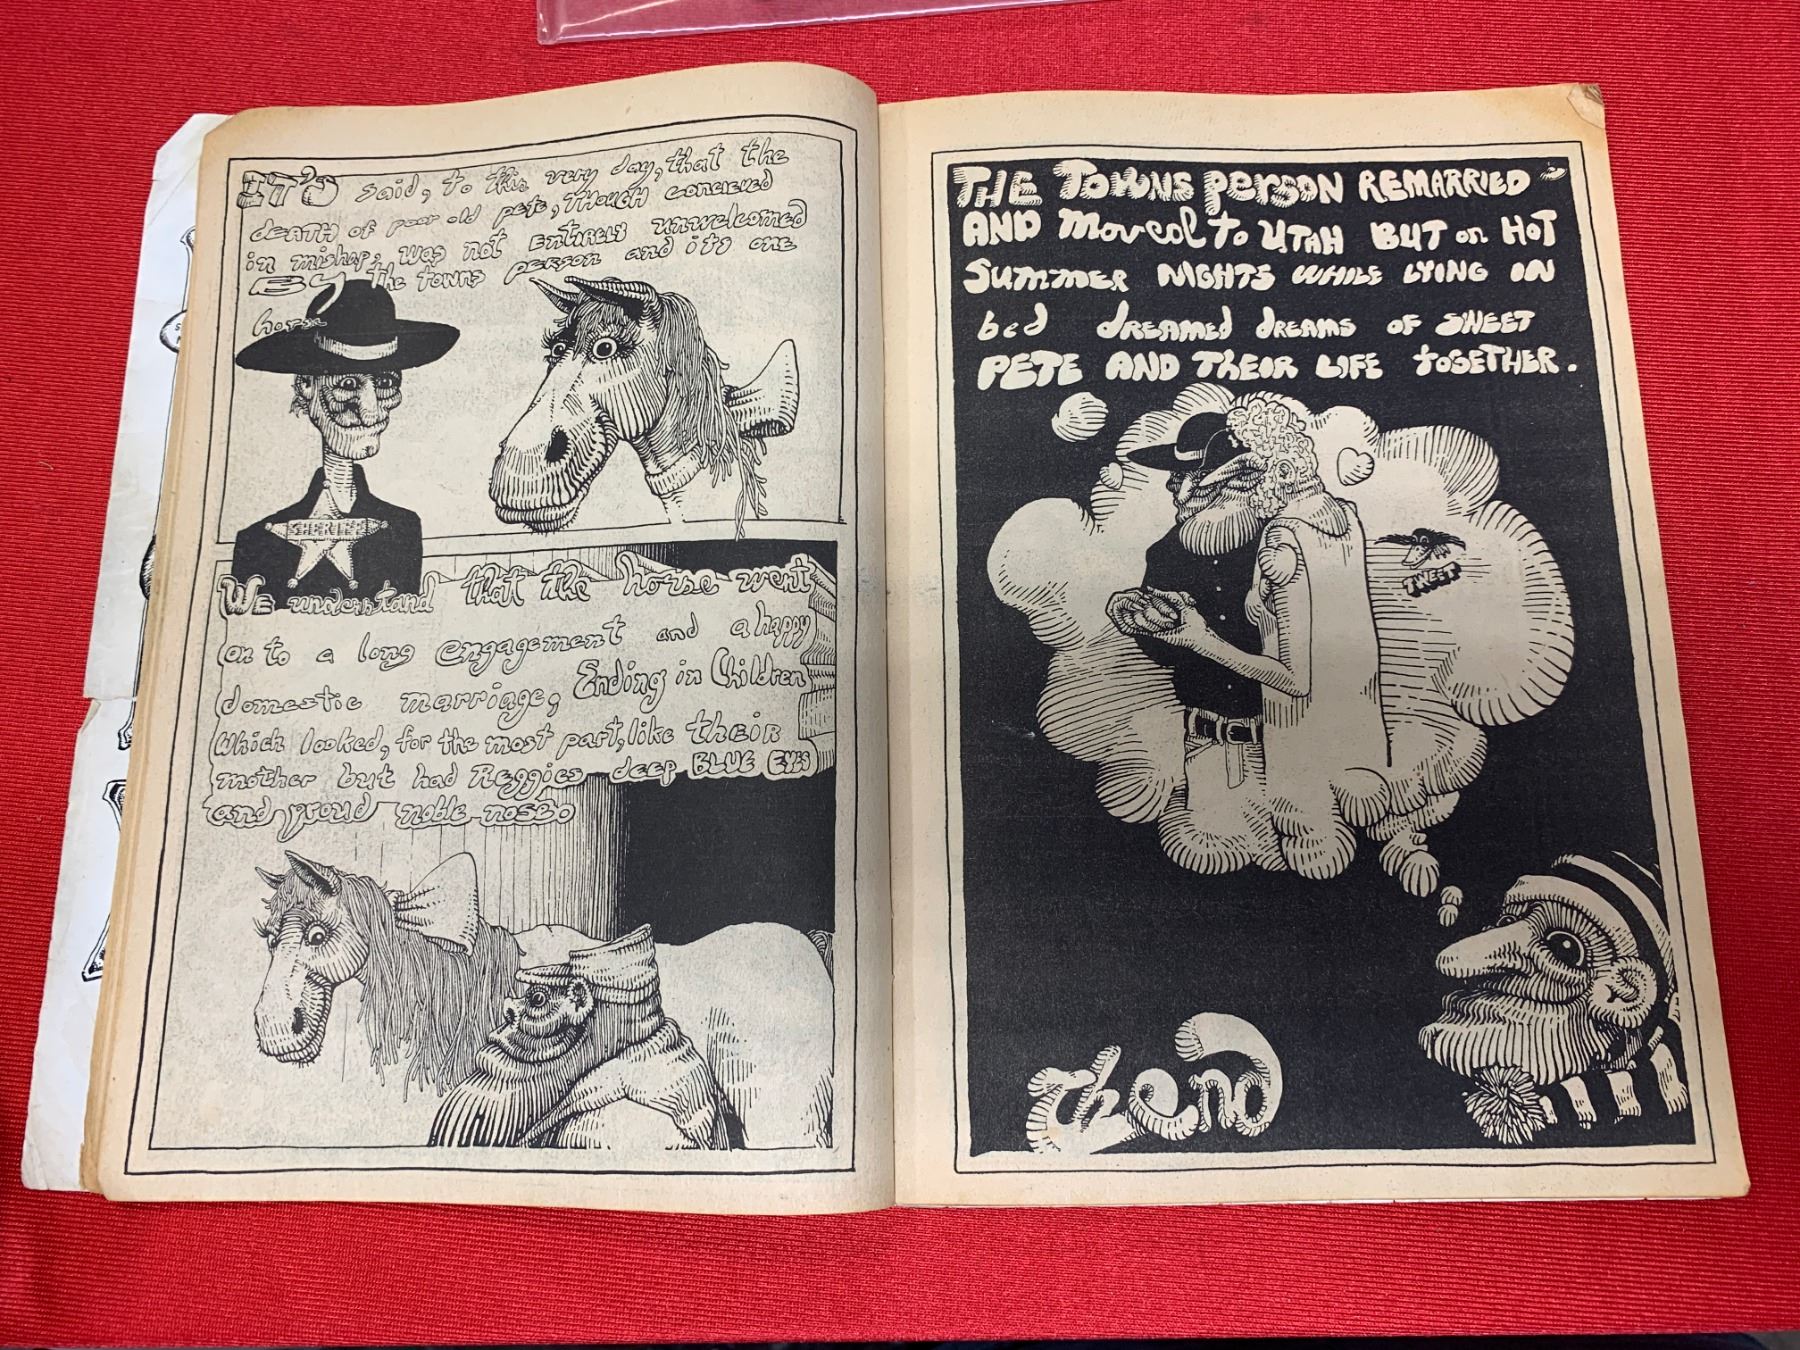 IT'S said, to this very day, that the
DEATH of poor old pete, THOUGH CONCIEVED
in mishap, was not ENTIRELY unwelcomed
BY the towns person and its one
horse
SHERIFF
We understand that the horse went
on to a long engagement and a happy
domestic marriage, Ending in Children
Which looked, for the most part, like their
mother but had Reggies deep BLUE EYES
and proud noble nose.
THE TOWNS person REMARRIED
AND Moved To UTAH BUT on HOT
SUMMER NIGHTS WHILE LYING IN
bed DREAMED DREAMS OF SWEET
PETE AND THEIR LIFE TOGETHER.
TWEET
thend